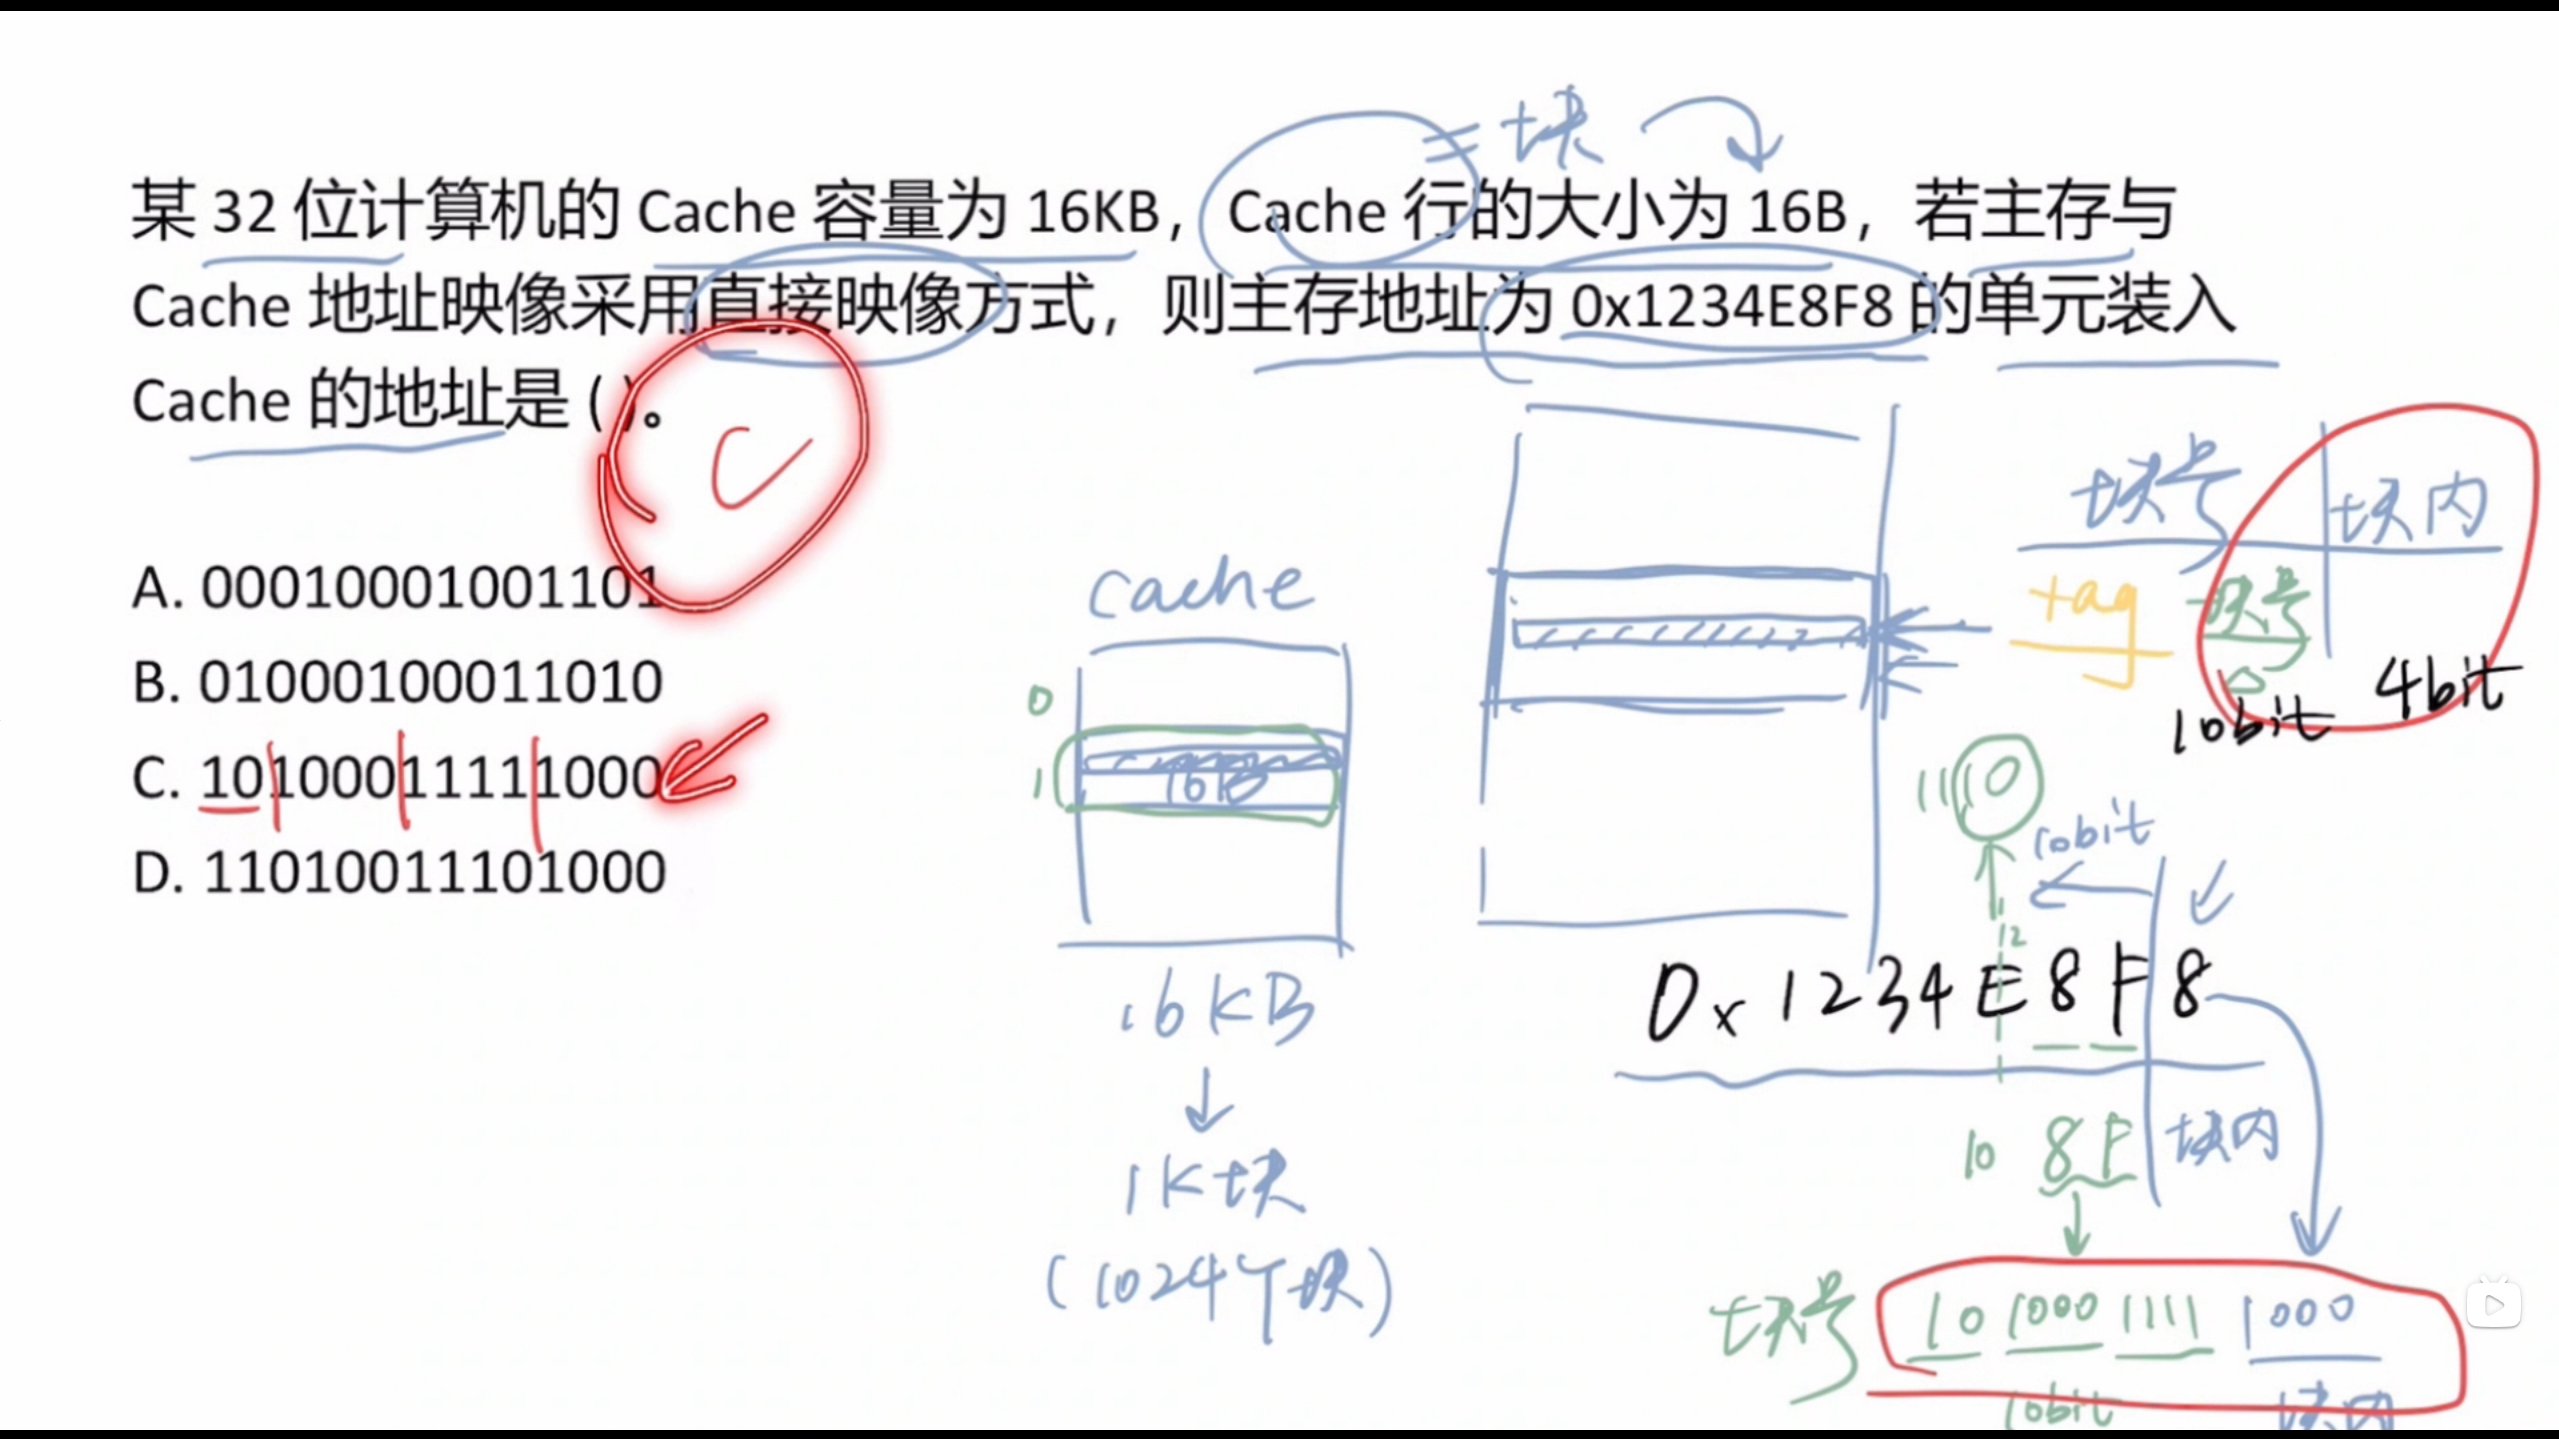 ≡块
某 32 位计算机的 Cache 容量为 16KB，Cache 行的大小为 16B，若主存与
Cache 地址映像采用直接映像方式，则主存地址为 0x1234E8F8 的单元装入
Cache 的地址是 ( )。
C
A. 00010001001101
B. 01000100011010
C. 10100011111000
D. 11010011101000
cache
0
1
16B
16KB
↓
1K块
(1024个块)
块号 块内
tag 块号
10bit 4bit
1110
10bit
12
0x1234E8F8
10 8F 块内
块号 10 1000 1111 1000
10bit 块内